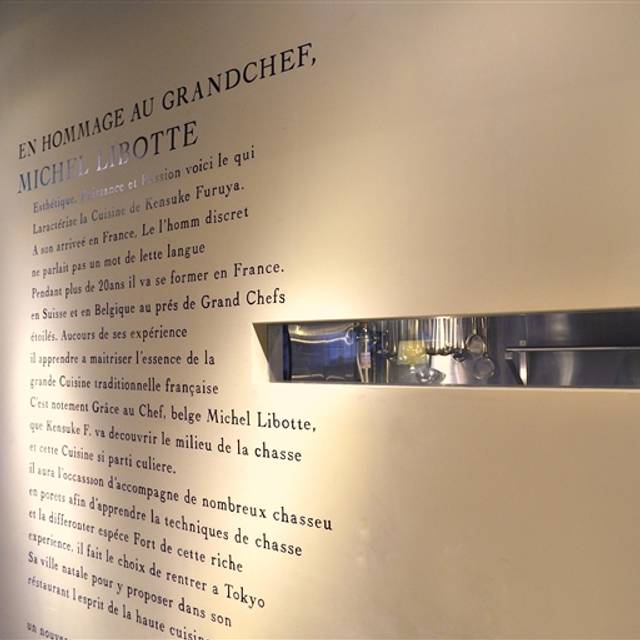 EN HOMMAGE AU GRANDCHEF,
MICHEL LIBOTTE
Esthétique, Puissance et Passion voici le qui
Laractérise la Cuisine de Kensuke Furuya.
A son arriveé en France, Le l'homm discret
ne parlait pas un mot de lette langue
Pendant plus de 20ans il va se former en France.
en Suisse et en Belgique au prés de Grand Chefs
étoilés. Aucours de ses expérience
il apprendre a maitriser l'essence de la
grande Cuisine traditionnelle française
C'est notement Grâce au Chef, belge Michel Libotte,
que Kensuke F. va decouvrir le milieu de la chasse
et cette Cuisine si parti culiere.
il aura l'occassion d'accompagne de nombreux chasseu
en porets afin d'apprendre la techniques de chasse
et la differonter espéce Fort de cette riche
experience, il fait le choix de rentrer a Tokyo
Sa ville natale pour y proposer dans son
réstaurant l'esprit de la haute
un